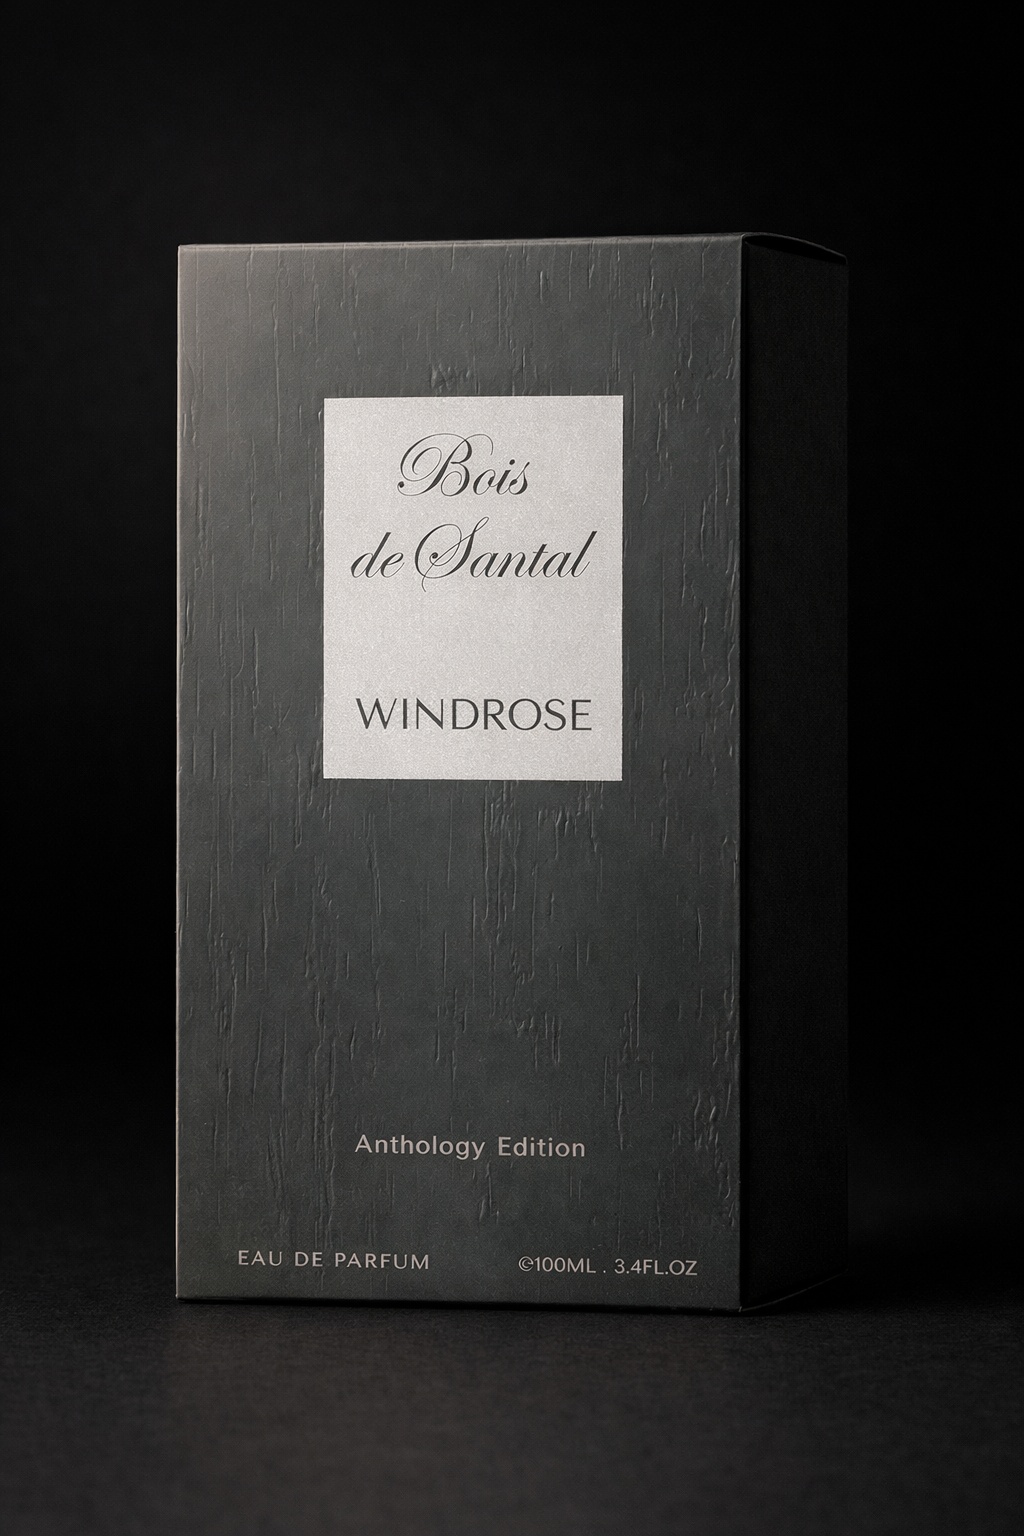 Bois
de Santal
WINDROSE
Anthology Edition
EAU DE PARFUM
℮100ML . 3.4FL.OZ